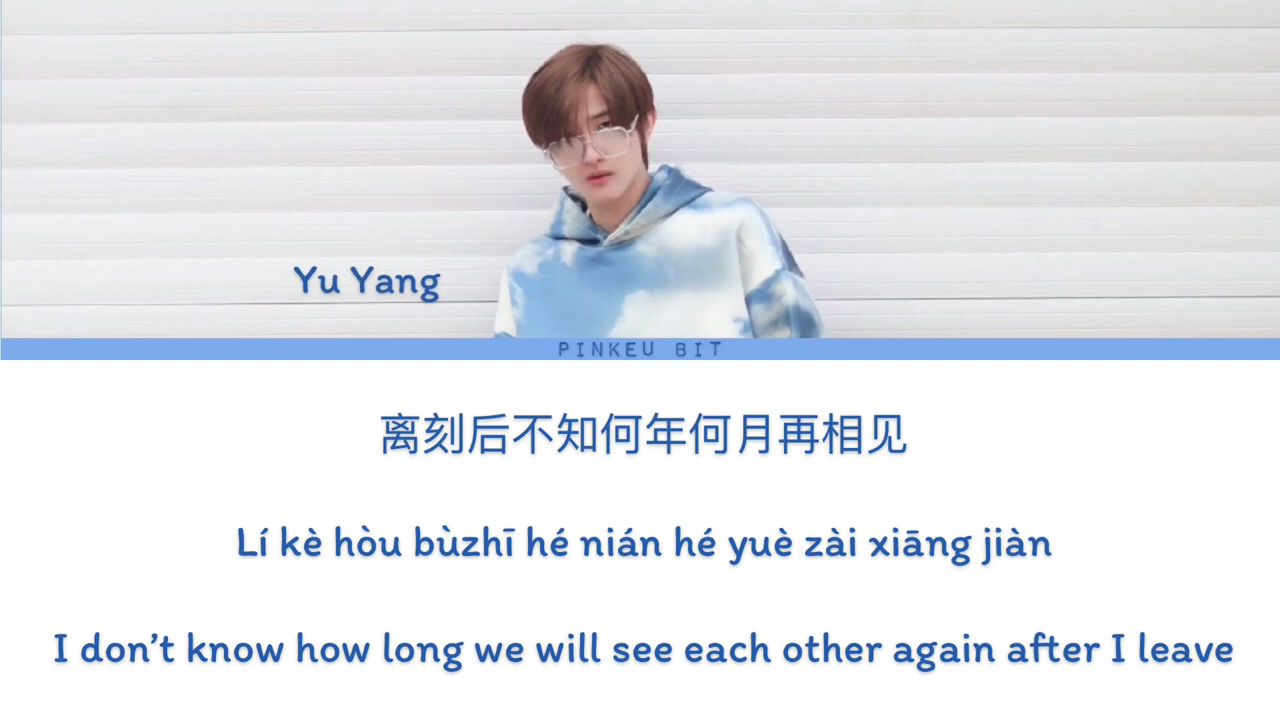 Yu Yang
PINKEU BIT
离刻后不知何年何月再相见
Lí kè hòu bùzhī hé nián hé yuè zài xiāng jiàn
I don’t know how long we will see each other again after I leave